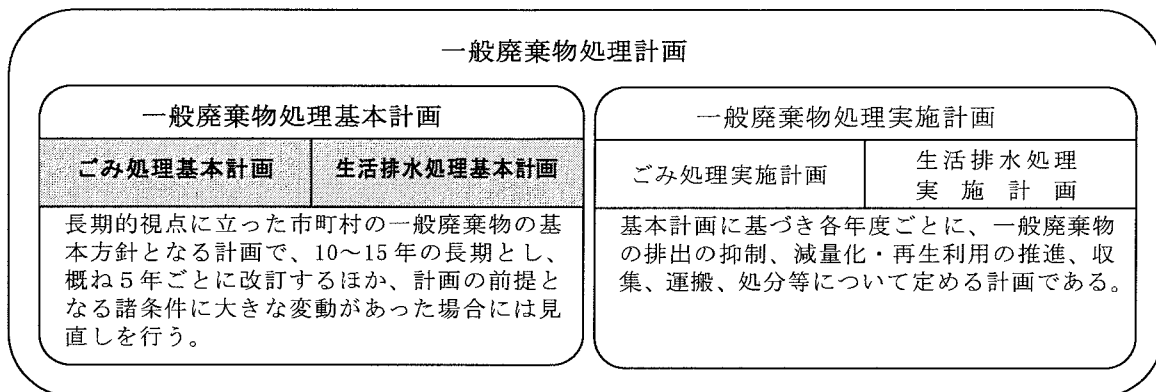 一般廃棄物処理計画
一般廃棄物処理基本計画
ごみ処理基本計画
生活排水処理基本計画
長期的視点に立った市町村の一般廃棄物の基
本方針となる計画で、10～15年の長期とし、
概ね5年ごとに改訂するほか、計画の前提と
なる諸条件に大きな変動があった場合には見
直しを行う。
一般廃棄物処理実施計画
ごみ処理実施計画
生活排水処理
実施計画
基本計画に基づき各年度ごとに、一般廃棄物
の排出の抑制、減量化・再生利用の推進、収
集、運搬、処分等について定める計画である。